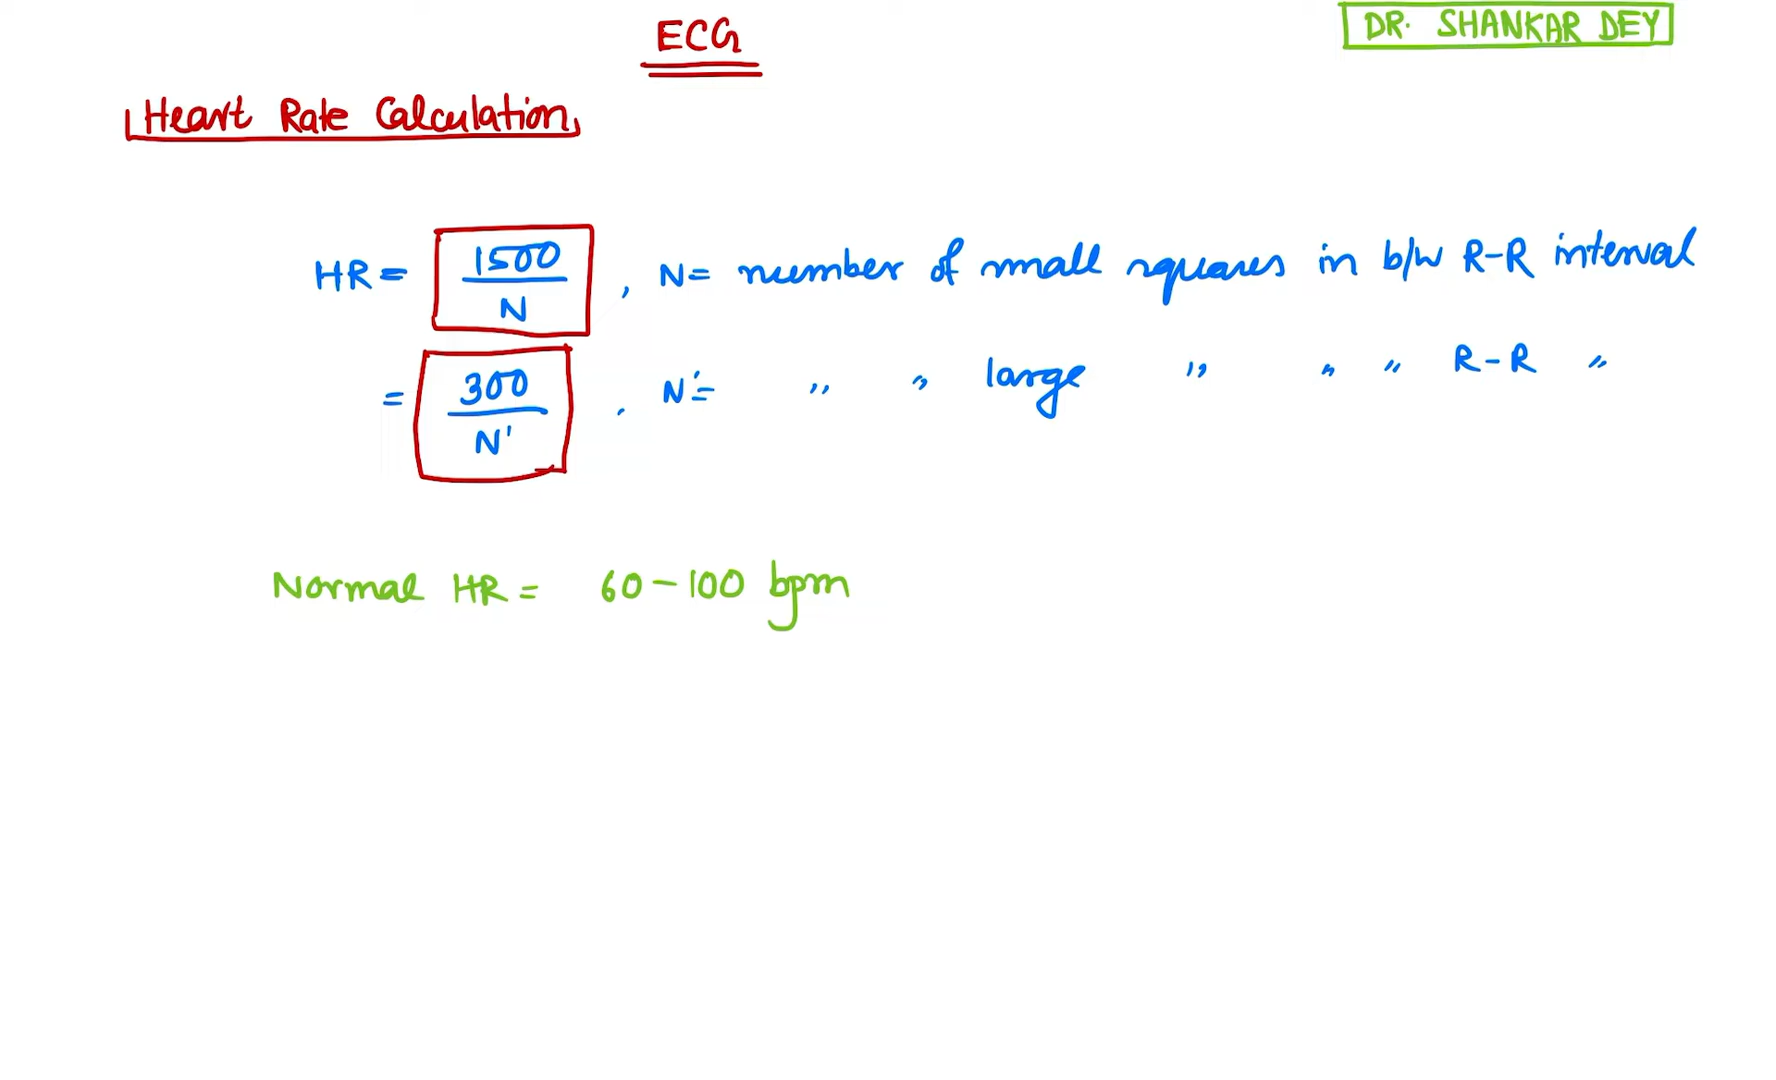 ECG
DR. SHANKAR DEY
Heart Rate Calculation
HR = 1500/N , N = number of small squares in b/w R-R interval
= 300/N' , N' = " " large " " " R-R "
Normal HR = 60-100 bpm